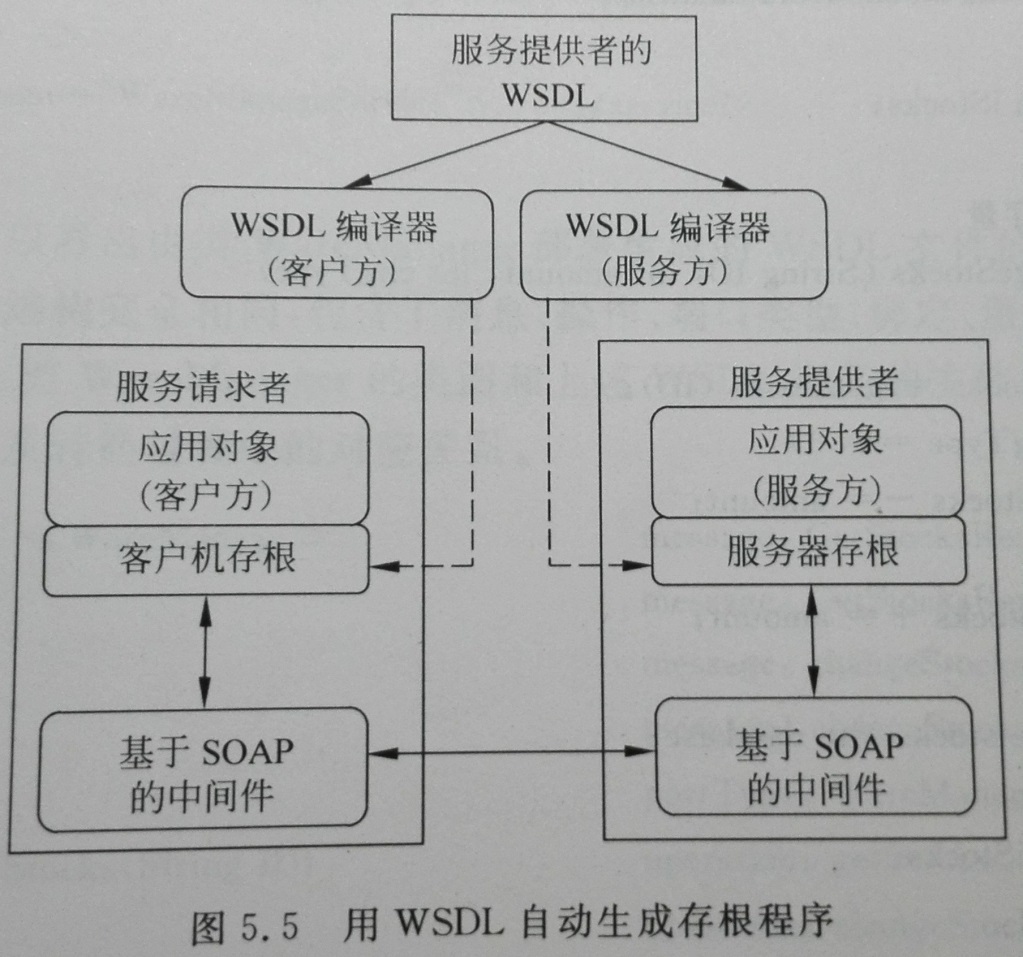 服务提供者的
WSDL
WSDL 编译器
(客户方)
WSDL 编译器
(服务方)
服务请求者
应用对象
(客户方)
客户机存根
基于 SOAP
的中间件
服务提供者
应用对象
(服务方)
服务器存根
基于 SOAP
的中间件
图 5.5 用 WSDL 自动生成存根程序